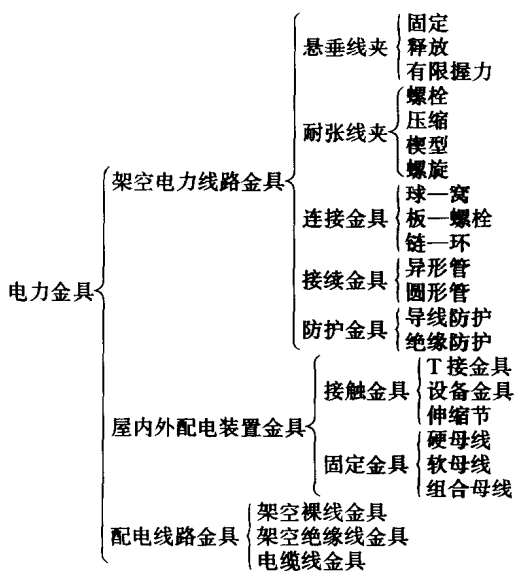 固定
悬垂线夹
释放
有限握力
螺栓
压缩
耐张线夹
楔型
螺旋
架空电力线路金具
球—窝
连接金具
板—螺栓
链—环
异形管
接续金具
圆形管
电力金具
导线防护
防护金具
绝缘防护
T接金具
接触金具
设备金具
伸缩节
屋内外配电装置金具
硬母线
固定金具
软母线
组合母线
架空裸线金具
配电线路金具
架空绝缘线金具
电缆线金具